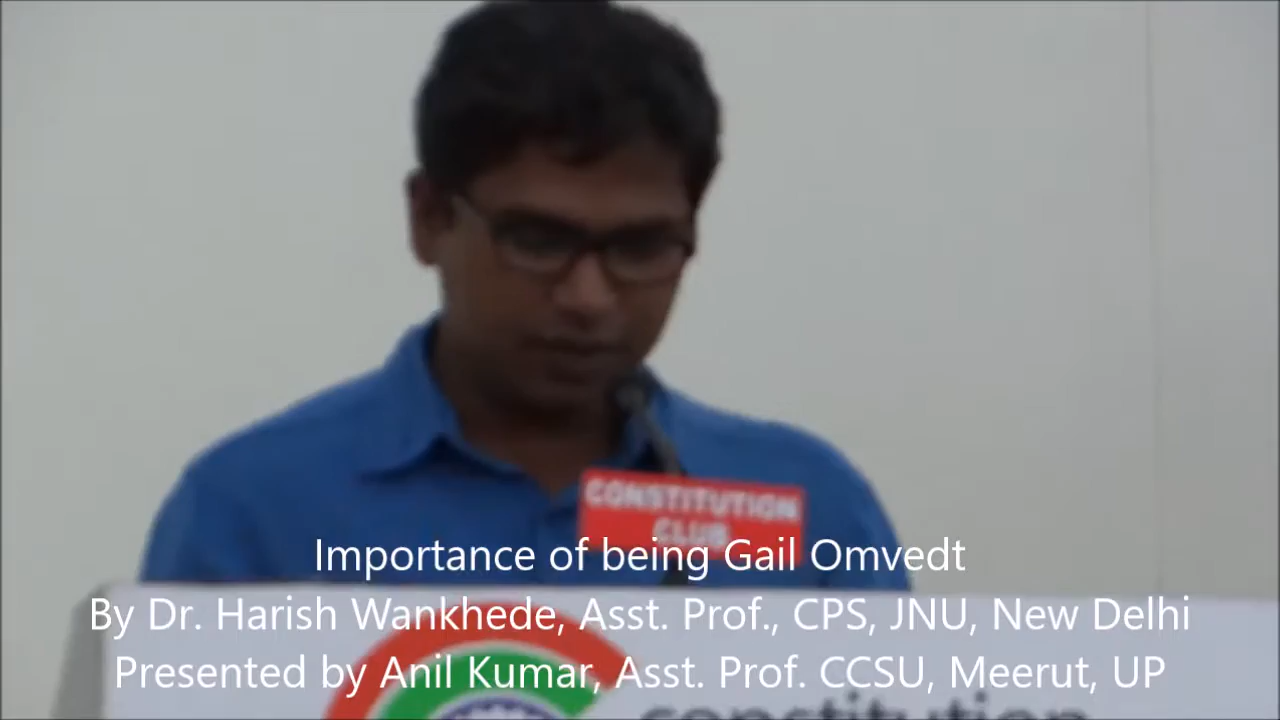 CONSTITUTION
CLUB
Importance of being Gail Omvedt
By Dr. Harish Wankhede, Asst. Prof., CPS, JNU, New Delhi
Presented by Anil Kumar, Asst. Prof. CCSU, Meerut, UP
constitution